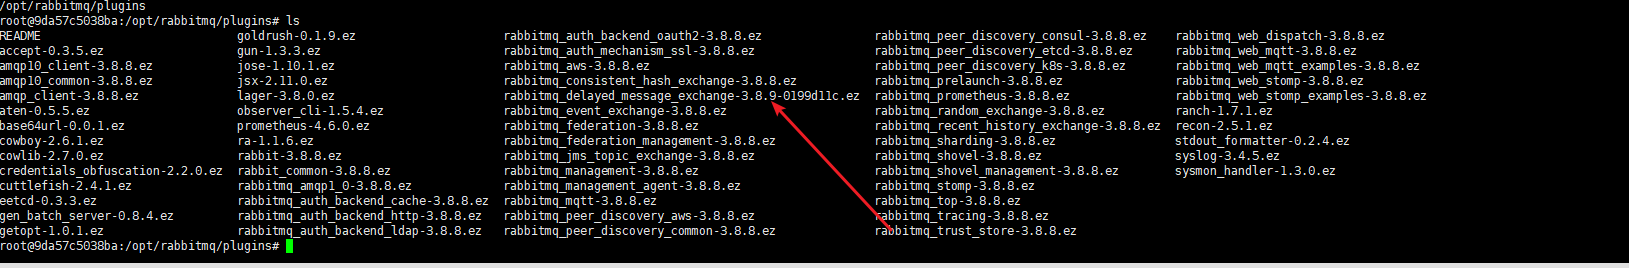 /opt/rabbitmq/plugins
root@9da57c5038ba:/opt/rabbitmq/plugins# ls
README goldrush-0.1.9.ez rabbitmq_auth_backend_oauth2-3.8.8.ez rabbitmq_peer_discovery_consul-3.8.8.ez rabbitmq_web_dispatch-3.8.8.ez
accept-0.3.5.ez gun-1.3.3.ez rabbitmq_auth_mechanism_ssl-3.8.8.ez rabbitmq_peer_discovery_etcd-3.8.8.ez rabbitmq_web_mqtt-3.8.8.ez
amqp10_client-3.8.8.ez jose-1.10.1.ez rabbitmq_aws-3.8.8.ez rabbitmq_peer_discovery_k8s-3.8.8.ez rabbitmq_web_mqtt_examples-3.8.8.ez
amqp10_common-3.8.8.ez jsx-2.11.0.ez rabbitmq_consistent_hash_exchange-3.8.8.ez rabbitmq_prelaunch-3.8.8.ez rabbitmq_web_stomp-3.8.8.ez
amqp_client-3.8.8.ez lager-3.8.0.ez rabbitmq_delayed_message_exchange-3.8.9-0199d11c.ez rabbitmq_prometheus-3.8.8.ez rabbitmq_web_stomp_examples-3.8.8.ez
aten-0.5.5.ez observer_cli-1.5.4.ez rabbitmq_event_exchange-3.8.8.ez rabbitmq_random_exchange-3.8.8.ez ranch-1.7.1.ez
base64url-0.0.1.ez prometheus-4.6.0.ez rabbitmq_federation-3.8.8.ez rabbitmq_recent_history_exchange-3.8.8.ez recon-2.5.1.ez
cowboy-2.6.1.ez ra-1.1.6.ez rabbitmq_federation_management-3.8.8.ez rabbitmq_sharding-3.8.8.ez stdout_formatter-0.2.4.ez
cowlib-2.7.0.ez rabbit-3.8.8.ez rabbitmq_jms_topic_exchange-3.8.8.ez rabbitmq_shovel-3.8.8.ez syslog-3.4.5.ez
credentials_obfuscation-2.2.0.ez rabbit_common-3.8.8.ez rabbitmq_management-3.8.8.ez rabbitmq_shovel_management-3.8.8.ez sysmon_handler-1.3.0.ez
cuttlefish-2.4.1.ez rabbitmq_amqp1_0-3.8.8.ez rabbitmq_management_agent-3.8.8.ez rabbitmq_stomp-3.8.8.ez
eetcd-0.3.3.ez rabbitmq_auth_backend_cache-3.8.8.ez rabbitmq_mqtt-3.8.8.ez rabbitmq_top-3.8.8.ez
gen_batch_server-0.8.4.ez rabbitmq_auth_backend_http-3.8.8.ez rabbitmq_peer_discovery_aws-3.8.8.ez rabbitmq_tracing-3.8.8.ez
getopt-1.0.1.ez rabbitmq_auth_backend_ldap-3.8.8.ez rabbitmq_peer_discovery_common-3.8.8.ez rabbitmq_trust_store-3.8.8.ez
root@9da57c5038ba:/opt/rabbitmq/plugins#